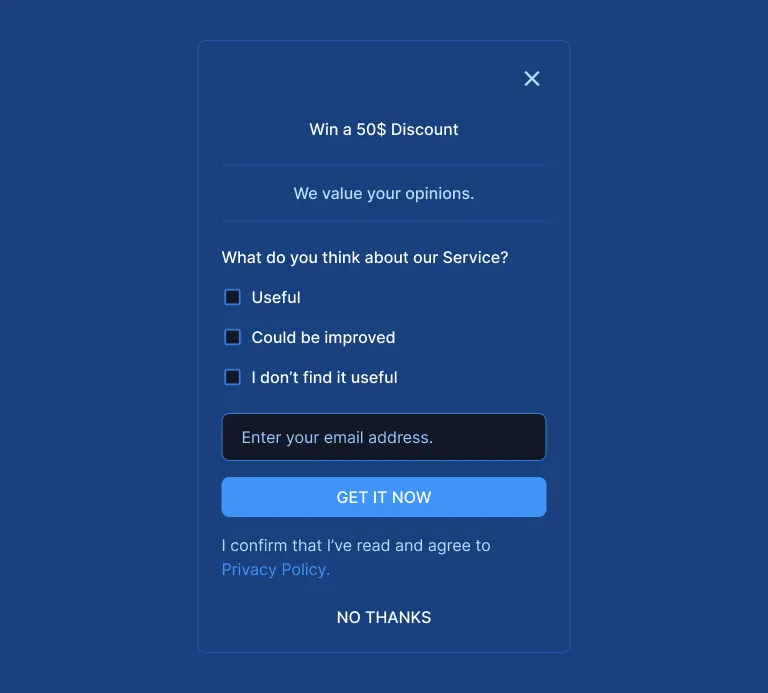 Win a 50$ Discount
We value your opinions.
What do you think about our Service?
Useful
Could be improved
I don’t find it useful
Enter your email address.
GET IT NOW
I confirm that I’ve read and agree to
Privacy Policy.
NO THANKS